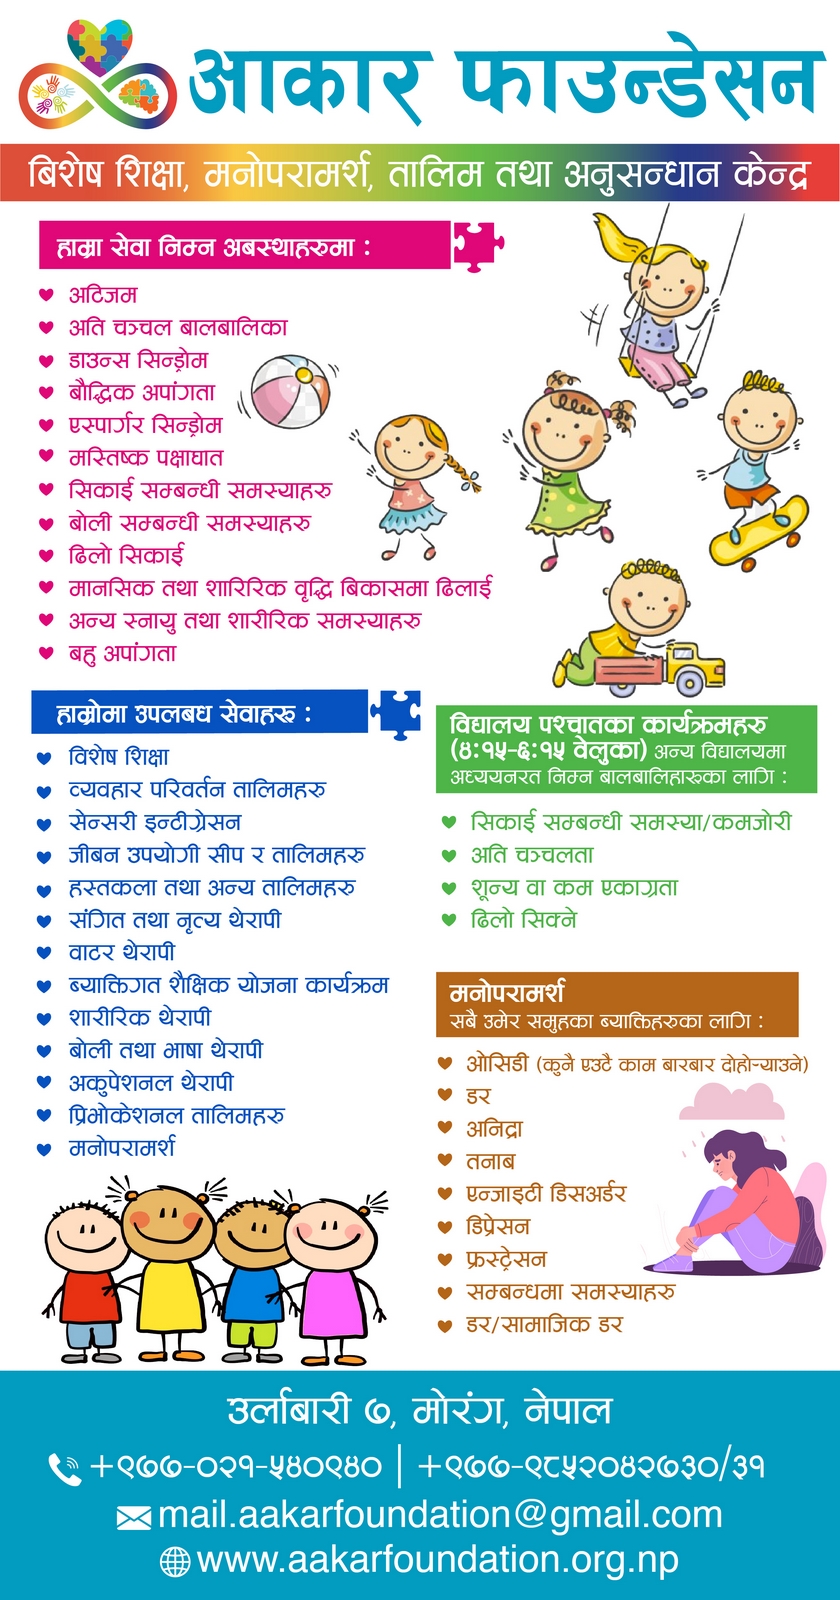 आकार फाउन्डेसन
बिशेष शिक्षा, मनोपरामर्श, तालिम तथा अनुसन्धान केन्द्र
हाम्रा सेवा निम्न अबस्थाहरुमा :
अटिजम
अति चञ्चल बालबालिका
डाउन्स सिन्ड्रोम
बौद्धिक अपांगता
एस्पार्गर सिन्ड्रोम
मस्तिष्क पक्षाघात
सिकाई सम्बन्धी समस्याहरु
बोली सम्बन्धी समस्याहरु
ढिलो सिकाई
मानसिक तथा शारिरिक वृद्धि बिकासमा ढिलाई
अन्य स्नायु तथा शारीरिक समस्याहरु
बहु अपांगता
हाम्रोमा उपलबध सेवाहरू :
विशेष शिक्षा
व्यवहार परिवर्तन तालिमहरु
सेन्सरी इन्टीग्रेसन
जीबन उपयोगी सीप र तालिमहरु
हस्तकला तथा अन्य तालिमहरु
संगित तथा नृत्य थेरापी
वाटर थेरापी
ब्याक्तिगत शैक्षिक योजना कार्यक्रम
शारीरिक थेरापी
बोली तथा भाषा थेरापी
अकुपेशनल थेरापी
प्रिभोकेशनल तालिमहरु
मनोपरामर्श
विद्यालय पश्चातका कार्यक्रमहरु
(४:१५-६:१५ वेलुका) अन्य विद्यालयमा
अध्ययनरत निम्न बालबालिहारूका लागि :
सिकाई सम्बन्धी समस्या/कमजोरी
अति चञ्चलता
शून्य वा कम एकाग्रता
ढिलो सिक्ने
मनोपरामर्श
सबै उमेर समुहका ब्याक्तिहरुका लागि :
ओसिडी (कुनै एउटै काम बारबार दोहोऱ्याउने)
डर
अनिद्रा
तनाब
एन्जाइटी डिसअर्डर
डिप्रेसन
फ्रस्ट्रेसन
सम्बन्धमा समस्याहरु
डर/सामाजिक डर
उर्लाबारी ७, मोरंग, नेपाल
+९७७-०२१-५४०९४० | +९७७-९८५२०४२७३०/३१
mail.aakarfoundation@gmail.com
www.aakarfoundation.org.np